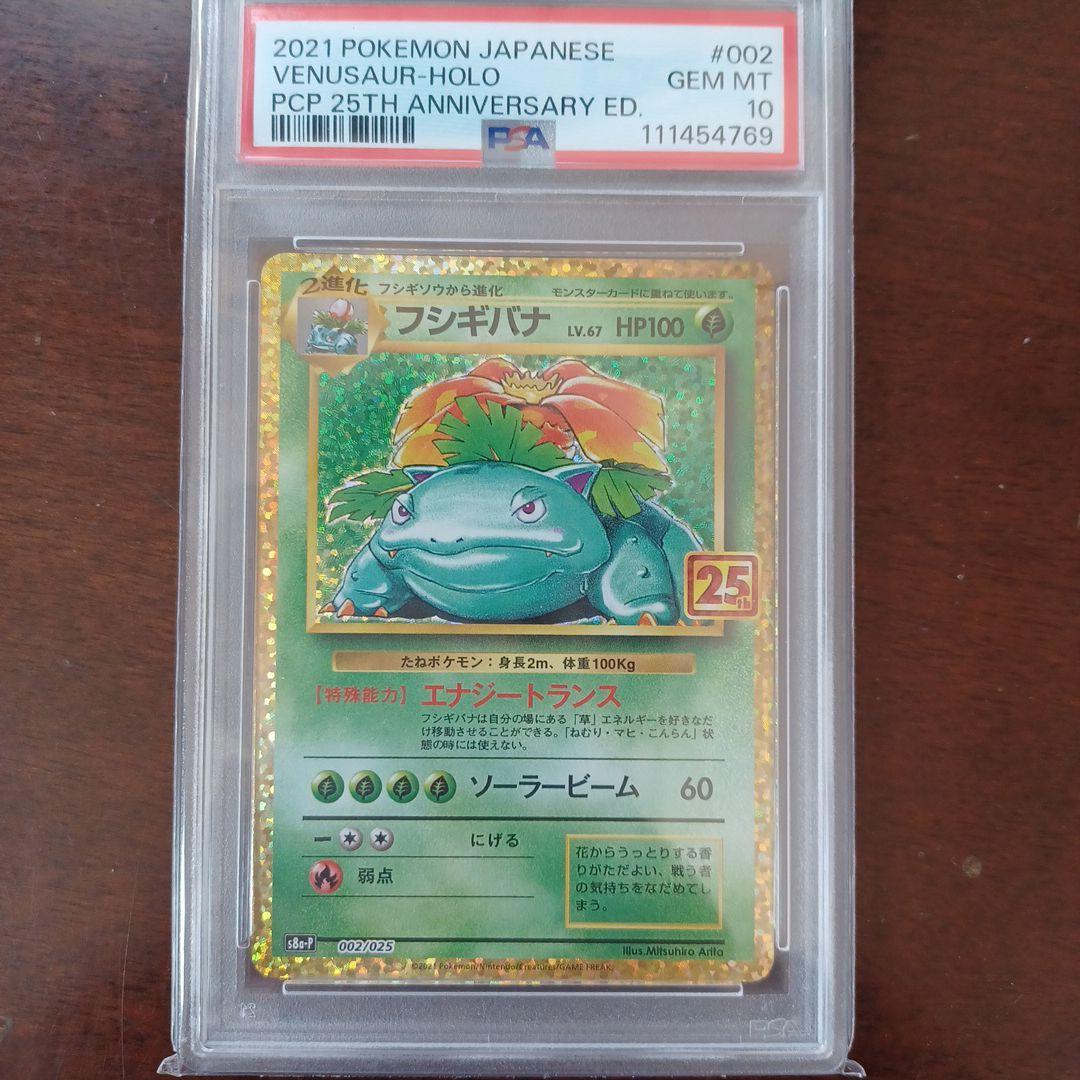 2021 POKEMON JAPANESE #002
VENUSAUR-HOLO GEM MT
PCP 25TH ANNIVERSARY ED. 10
PSA 111454769
2進化 フシギソウから進化 モンスターカードに重ねて使います。
フシギバナ LV.67 HP100
25th
たねポケモン：身長2m、体重100Kg
【特殊能力】 エナジートランス
フシギバナは自分の場にある「草」エネルギーを好きなだ
け移動させることができる。「ねむり・マヒ・こんらん」状
態の時には使えない。
ソーラービーム 60
にげる
弱点
花からうっとりする香
りがただよい、戦う者
の気持ちをなだめてし
まう。
s8a-P 002/025 Illus.Mitsuhiro Arita
©2021 Pokémon/Nintendo/Creatures/GAME FREAK.
PSA